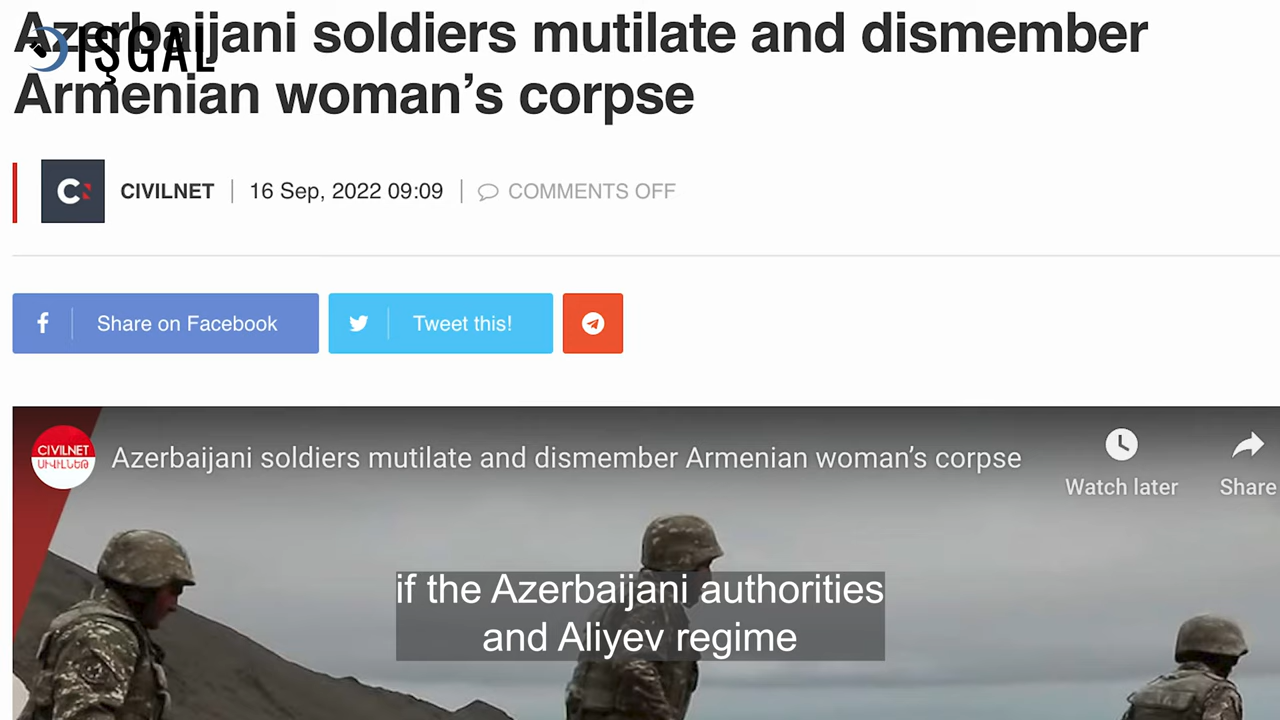 Azerbaijani soldiers mutilate and dismember
İŞGAL
Armenian woman's corpse
C:
CIVILNET
16 Sep, 2022 09:09
COMMENTS OFF
f Share on Facebook
Tweet this!
CIVILNET
ՍԻՎԻԼՆԵԹ
Azerbaijani soldiers mutilate and dismember Armenian woman's corpse
Watch later
Share
if the Azerbaijani authorities
and Aliyev regime